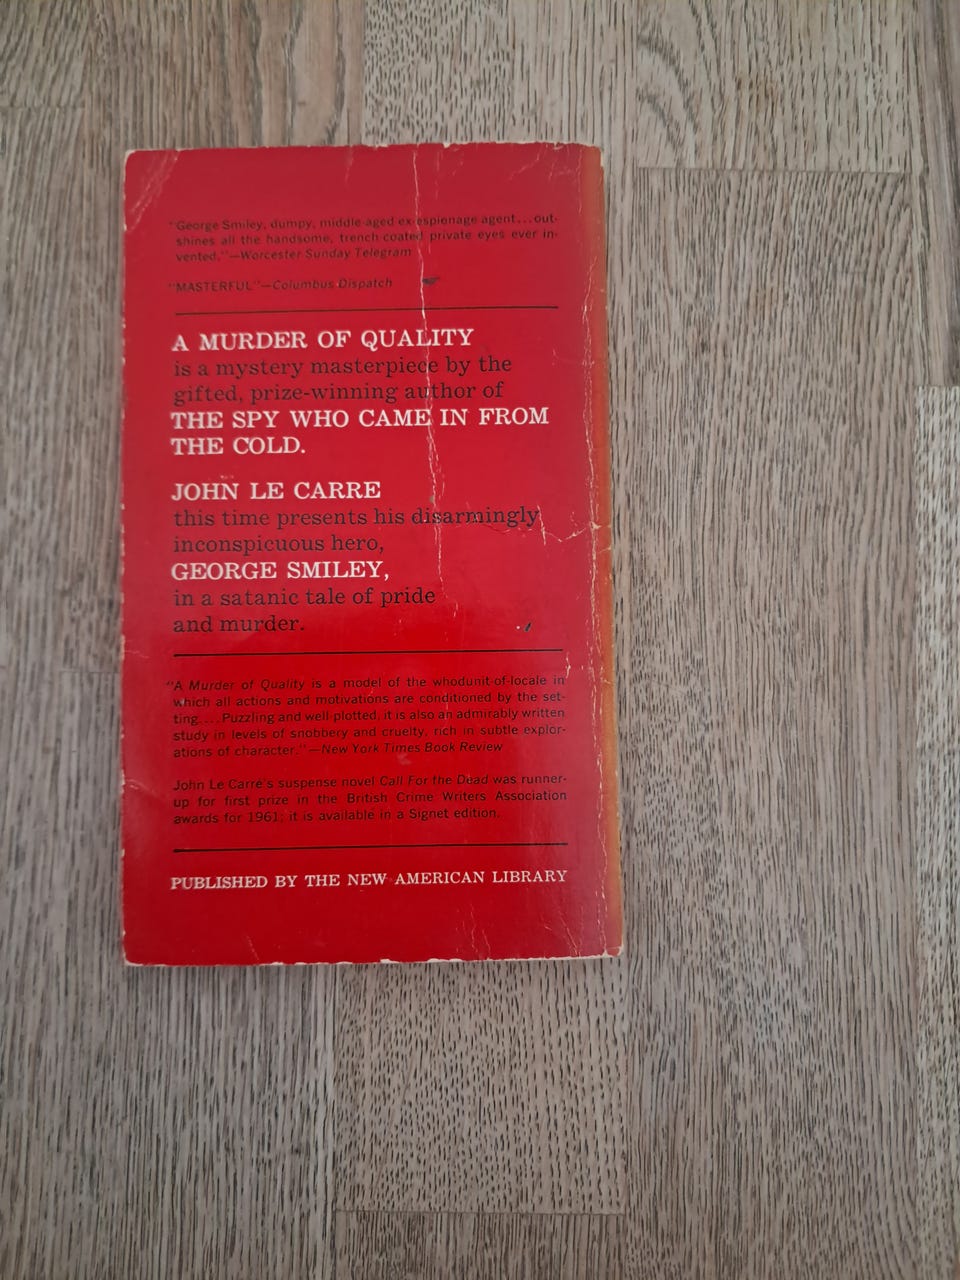 "George Smiley, dumpy, middle-aged ex-espionage agent...out-
shines all the handsome, trench-coated private eyes ever in-
vented."—Worcester Sunday Telegram
"MASTERFUL"—Columbus Dispatch
A MURDER OF QUALITY
is a mystery masterpiece by the
gifted, prize-winning author of
THE SPY WHO CAME IN FROM
THE COLD.
JOHN LE CARRE
this time presents his disarmingly
inconspicuous hero,
GEORGE SMILEY,
in a satanic tale of pride
and murder.
"A Murder of Quality is a model of the whodunit-of-locale in
which all actions and motivations are conditioned by the set-
ting....Puzzling and well-plotted, it is also an admirably written
study in levels of snobbery and cruelty, rich in subtle explor-
ations of character."—New York Times Book Review
John Le Carré's suspense novel Call For the Dead was runner-
up for first prize in the British Crime Writers Association
awards for 1961; it is available in a Signet edition.
PUBLISHED BY THE NEW AMERICAN LIBRARY